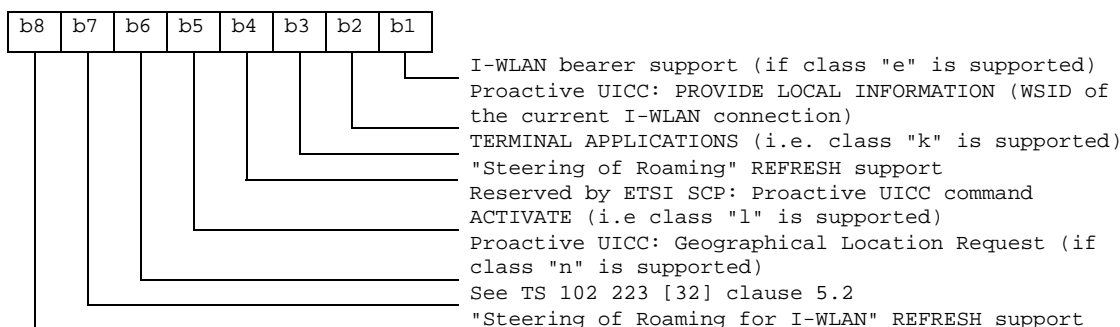 b8 b7 b6 b5 b4 b3 b2 b1
I-WLAN bearer support (if class "e" is supported)
Proactive UICC: PROVIDE LOCAL INFORMATION (WSID of
the current I-WLAN connection)
TERMINAL APPLICATIONS (i.e. class "k" is supported)
"Steering of Roaming" REFRESH support
Reserved by ETSI SCP: Proactive UICC command
ACTIVATE (i.e class "l" is supported)
Proactive UICC: Geographical Location Request (if
class "n" is supported)
See TS 102 223 [32] clause 5.2
"Steering of Roaming for I-WLAN" REFRESH support